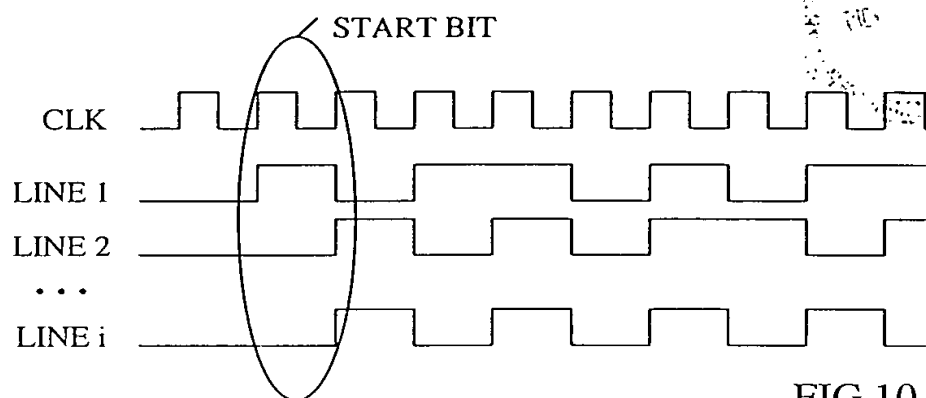 START BIT
CLK
LINE 1
LINE 2
...
LINE i
FIG 10